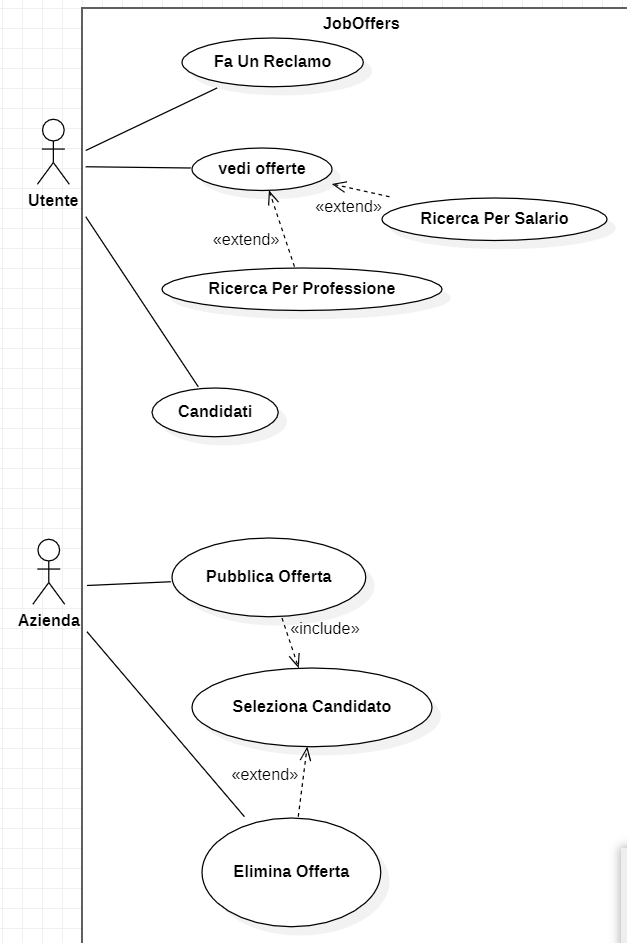 JobOffers
Fa Un Reclamo
vedi offerte
Utente
«extend»
Ricerca Per Salario
«extend»
Ricerca Per Professione
Candidati
Pubblica Offerta
Azienda
«include»
Seleziona Candidato
«extend»
Elimina Offerta